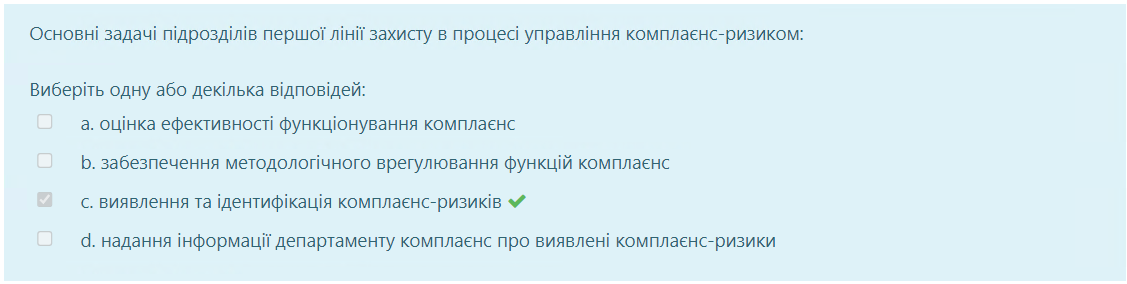 Основні задачі підрозділів першої лінії захисту в процесі управління комплаєнс-ризиком:
Виберіть одну або декілька відповідей:
a. оцінка ефективності функціонування комплаєнс
b. забезпечення методологічного врегулювання функцій комплаєнс
c. виявлення та ідентифікація комплаєнс-ризиків
d. надання інформації департаменту комплаєнс про виявлені комплаєнс-ризики